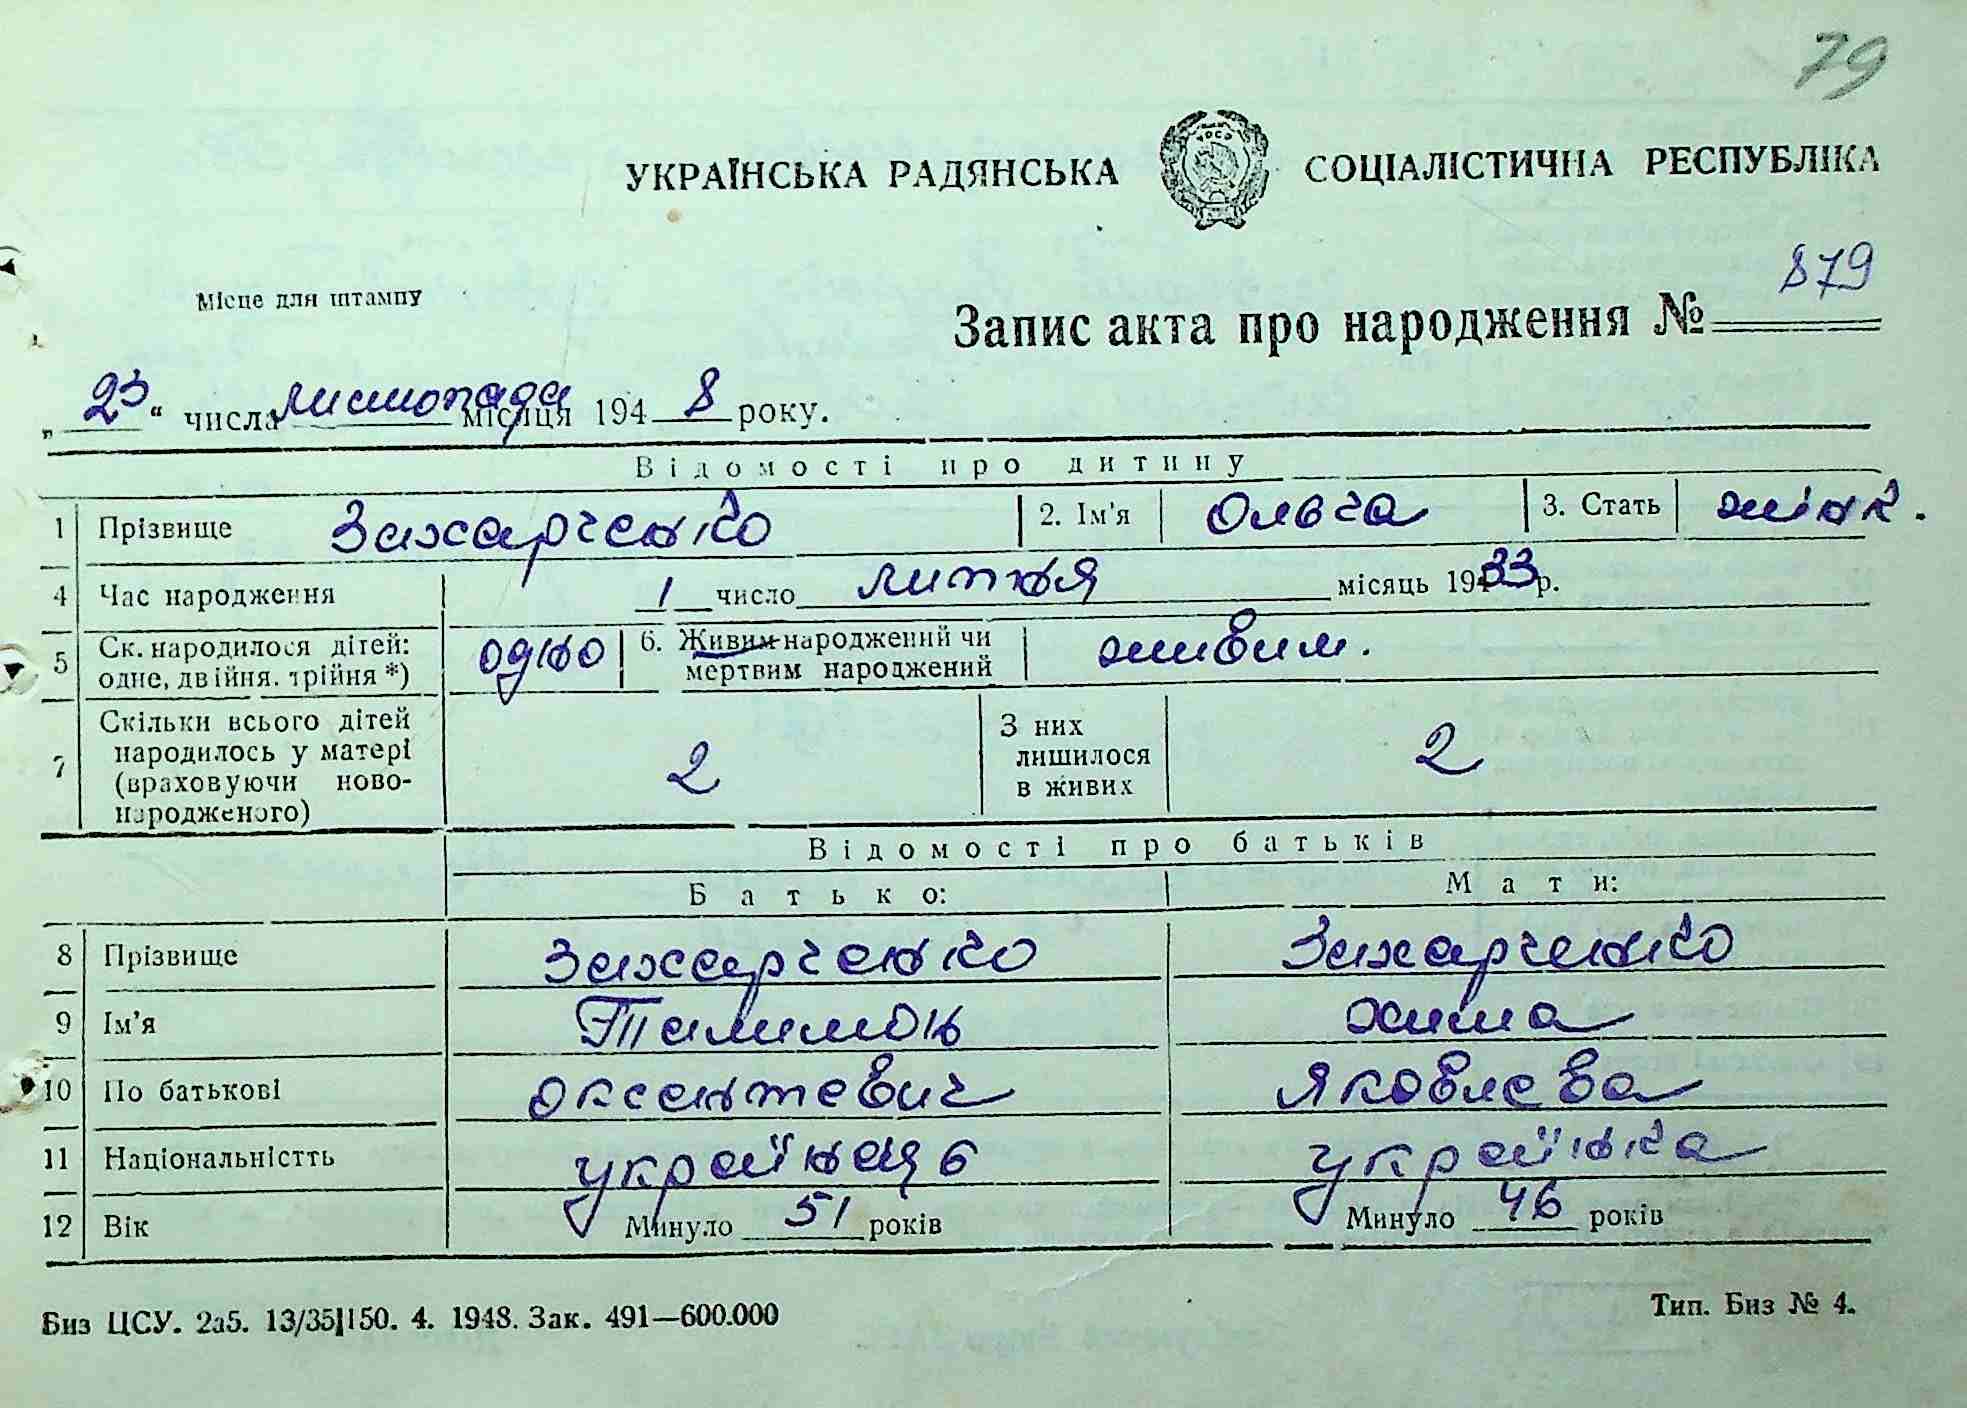 79
УКРАЇНСЬКА РАДЯНСЬКА СОЦІАЛІСТИЧНА РЕСПУБЛІКА
Місце для штампу
Запис акта про народження № 879
„23“ числа листопада місяця 1948 року.
Відомості про дитину
1 Прізвище Захарченко 2. Ім'я Ольга 3. Стать жінк.
4 Час народження 1 число липня місяць 1933 р.
5 Ск. народилося дітей: одно 6. Живим народжений чи живим.
одне, двійня, трійня *) мертвим народжений
7 Скільки всього дітей З них
народилось у матері 2 лишилося 2
(враховуючи ново- в живих
народженого)
Відомості про батьків
Батько: Мати:
8 Прізвище Захарченко Захарченко
9 Ім'я Талимон Хима
10 По батькові Оксентевич Яковлева
11 Національністть українець українка
12 Вік Минуло 51 років Минуло 46 років
Биз ЦСУ. 2а5. 13/35|150. 4. 1948. Зак. 491—600.000 Тип. Биз № 4.